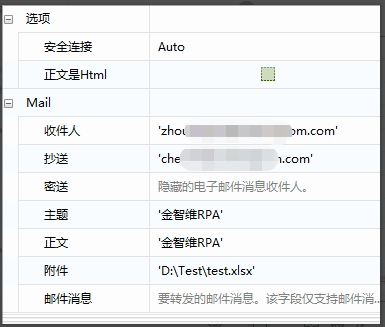 选项
安全连接 Auto
正文是Html
Mail
收件人 'zhou om.com'
抄送 'che m.com'
密送 隐藏的电子邮件消息收件人。
主题 '金智维RPA'
正文 '金智维RPA'
附件 'D:\Test\test.xlsx'
邮件消息 要转发的邮件消息。该字段仅支持邮件消...